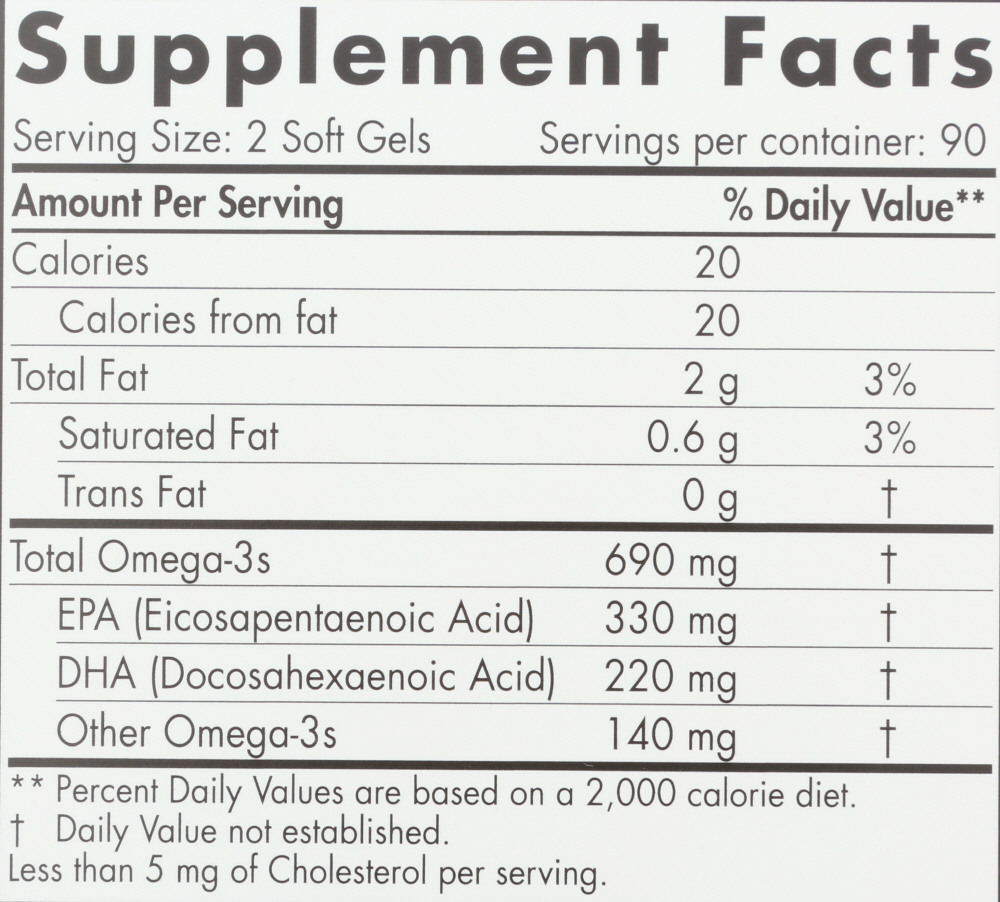 Supplement Facts
Serving Size: 2 Soft Gels Servings per container: 90
Amount Per Serving % Daily Value**
Calories 20
Calories from fat 20
Total Fat 2 g 3%
Saturated Fat 0.6 g 3%
Trans Fat 0 g †
Total Omega-3s 690 mg †
EPA (Eicosapentaenoic Acid) 330 mg †
DHA (Docosahexaenoic Acid) 220 mg †
Other Omega-3s 140 mg †
** Percent Daily Values are based on a 2,000 calorie diet.
† Daily Value not established.
Less than 5 mg of Cholesterol per serving.